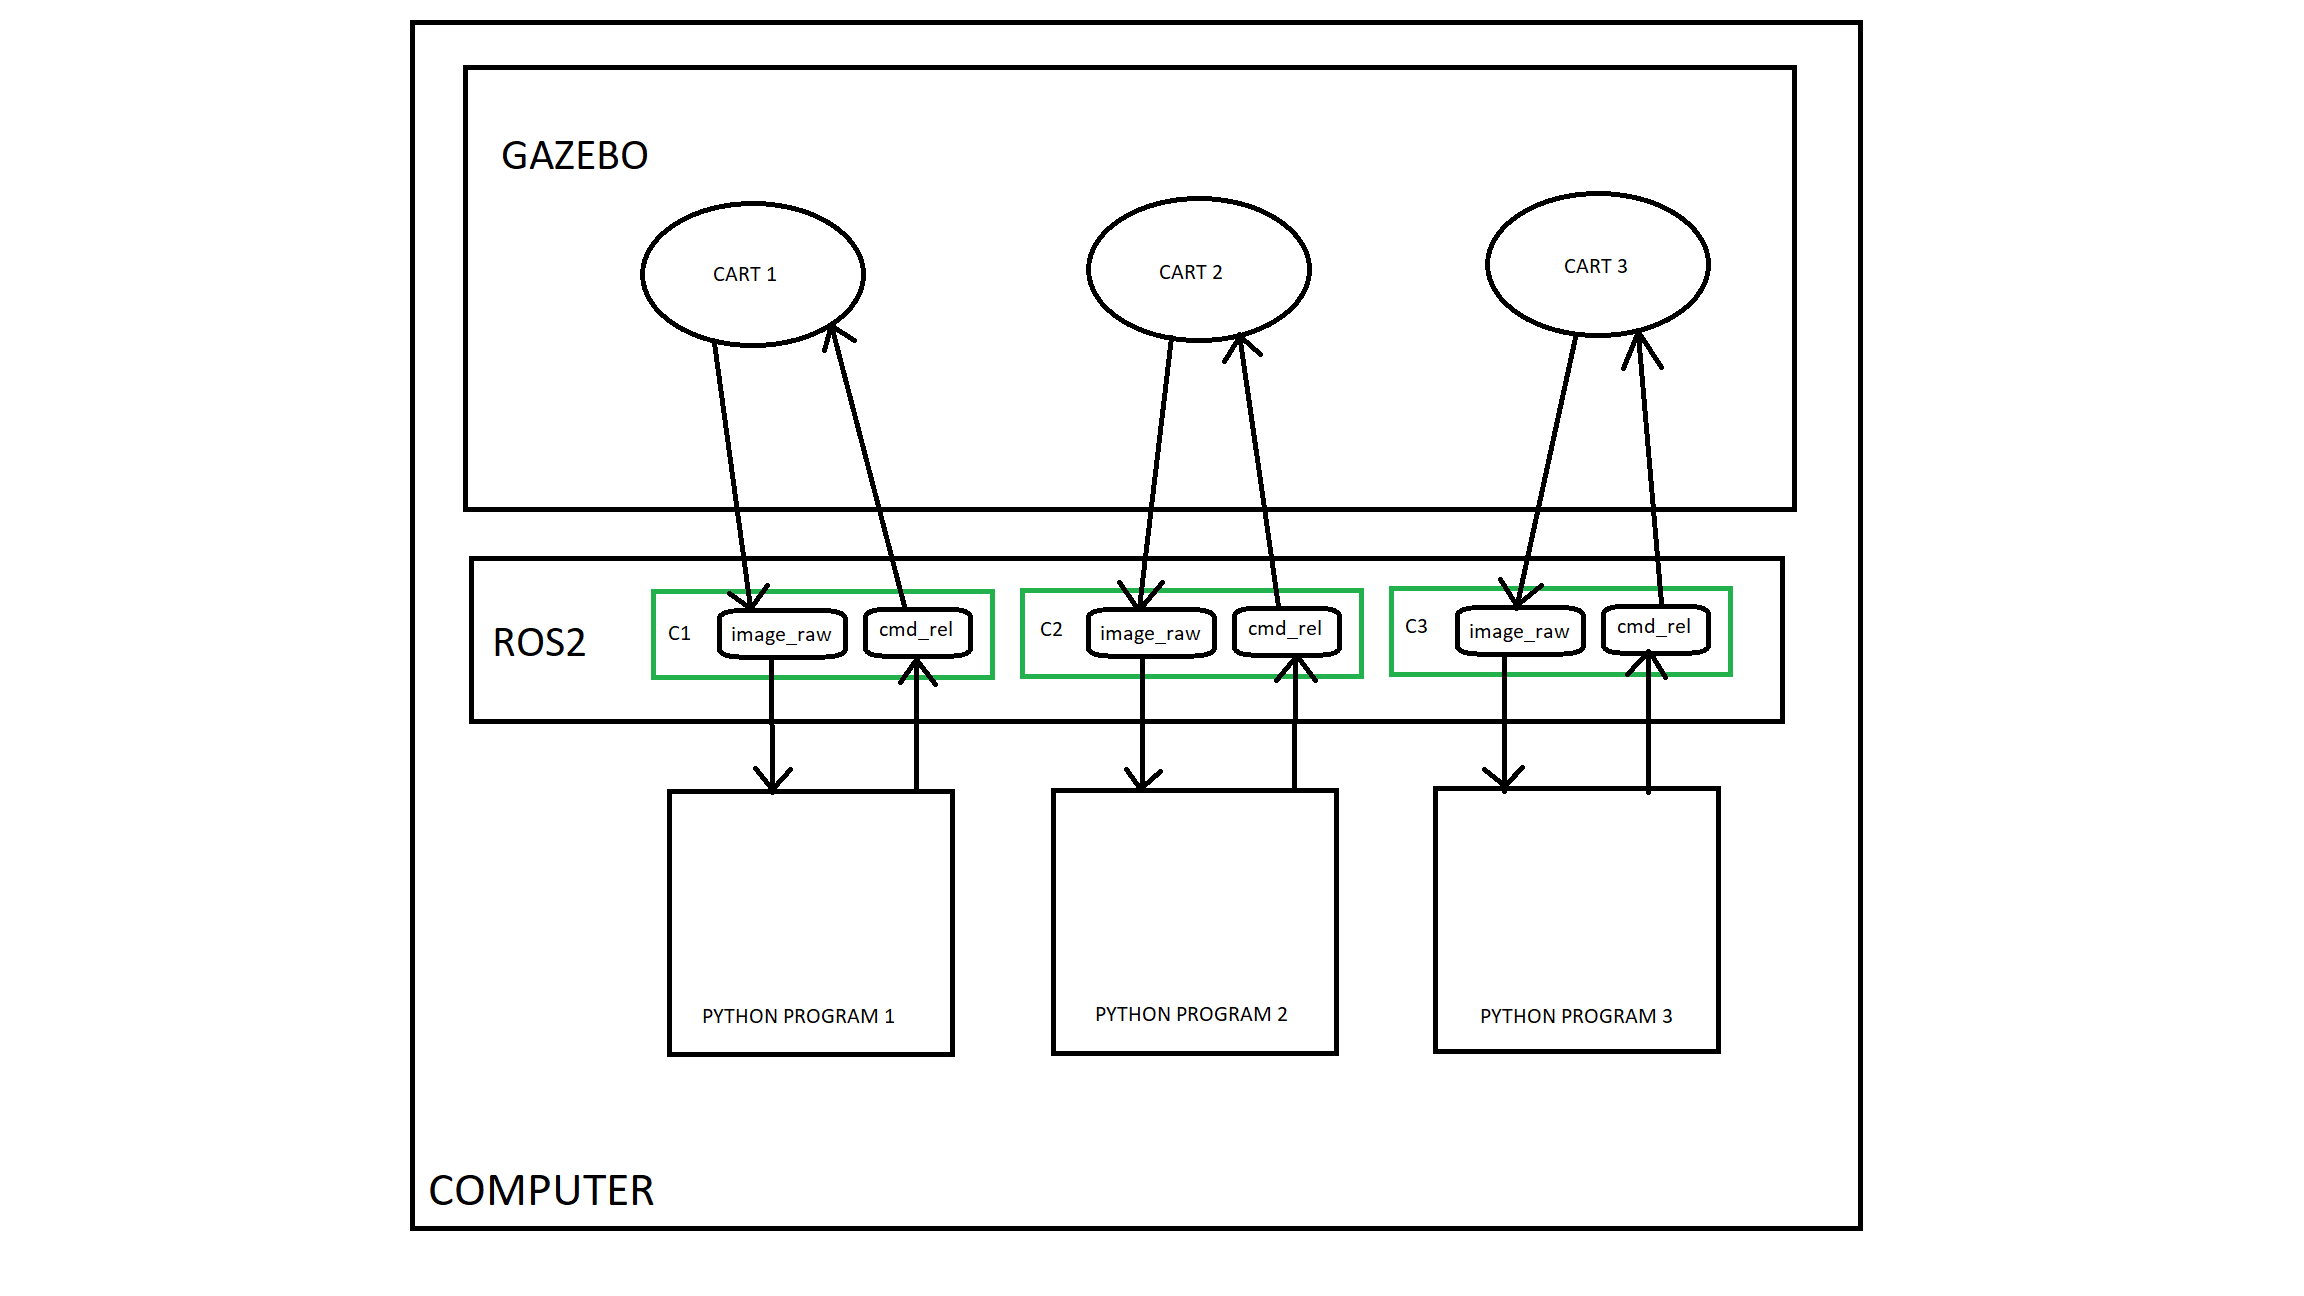 GAZEBO
CART 1
CART 2
CART 3
ROS2
C1
image_raw
cmd_rel
C2
image_raw
cmd_rel
C3
image_raw
cmd_rel
PYTHON PROGRAM 1
PYTHON PROGRAM 2
PYTHON PROGRAM 3
COMPUTER